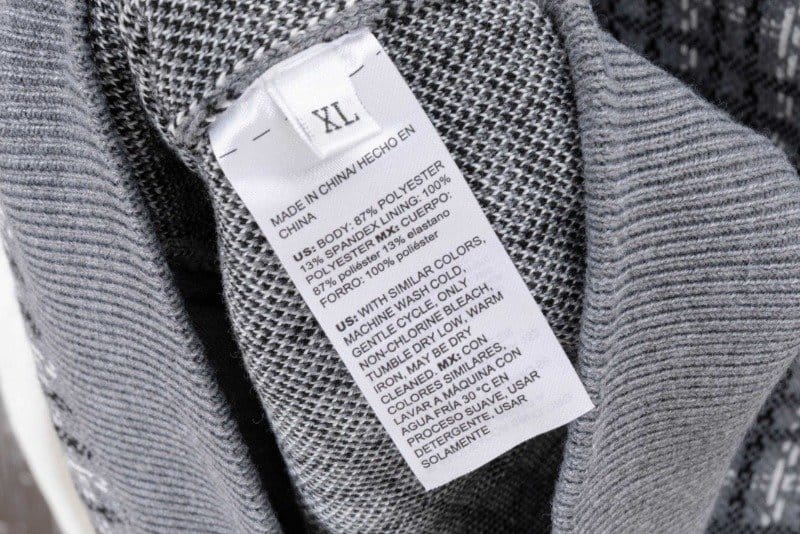 XL
MADE IN CHINA/ HECHO EN
CHINA
US: BODY: 87% POLYESTER
13% SPANDEX LINING: 100%
POLYESTER MX: CUERPO:
87% poliéster 13% elastano
FORRO: 100% poliéster
US: WITH SIMILAR COLORS,
MACHINE WASH COLD,
GENTLE CYCLE. ONLY
NON-CHLORINE BLEACH,
TUMBLE DRY LOW, WARM
IRON, MAY BE DRY
CLEANED. MX: CON
COLORES SIMILARES,
LAVAR A MÁQUINA CON
AGUA FRÍA 30 °C EN
PROCESO SUAVE, USAR
DETERGENTE. USAR
SOLAMENTE